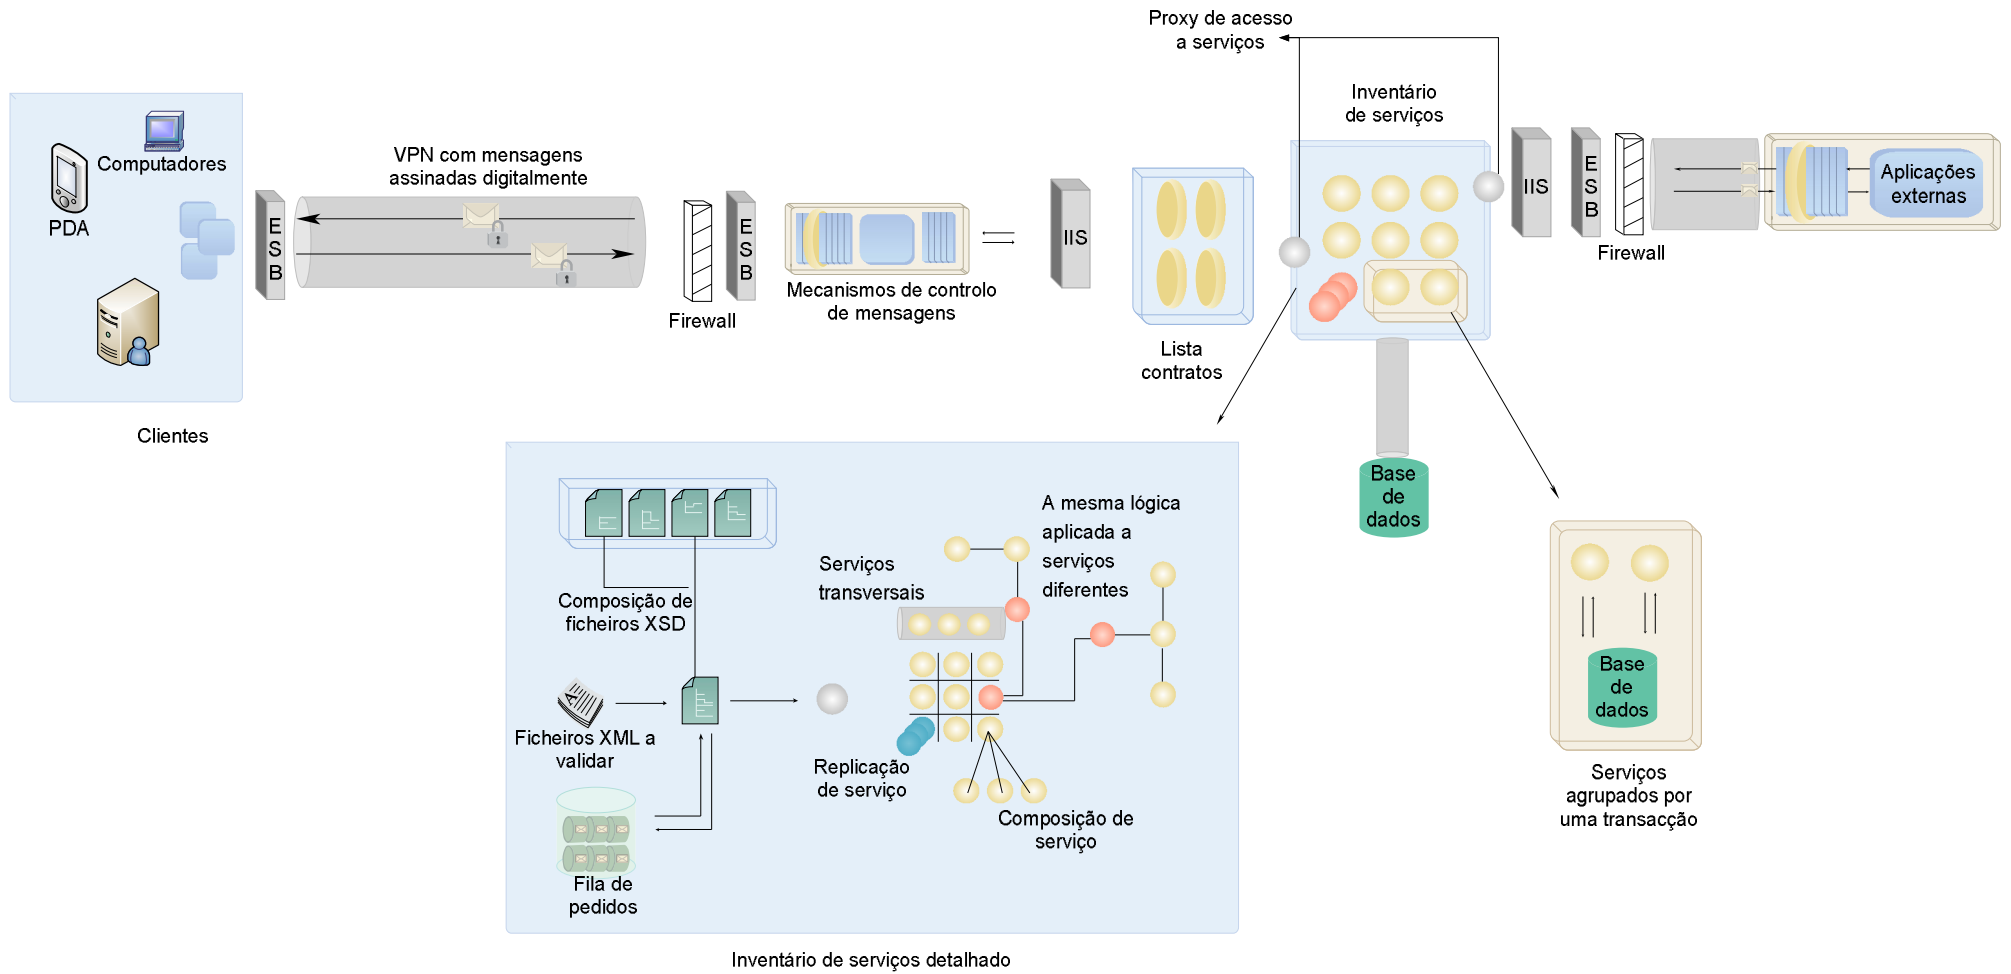 Proxy de acesso
a serviços
Inventário
de serviços
Computadores
PDA
Clientes
E
S
B
VPN com mensagens
assinadas digitalmente
Firewall
E
S
B
Mecanismos de controlo
de mensagens
IIS
Lista
contratos
IIS
E
S
B
Firewall
Aplicações
externas
Base
de
dados
Composição de
ficheiros XSD
Ficheiros XML a
validar
Fila de
pedidos
Serviços
transversais
A mesma lógica
aplicada a
serviços
diferentes
Replicação
de serviço
Composição de
serviço
Inventário de serviços detalhado
Base
de
dados
Serviços
agrupados por
uma transacção